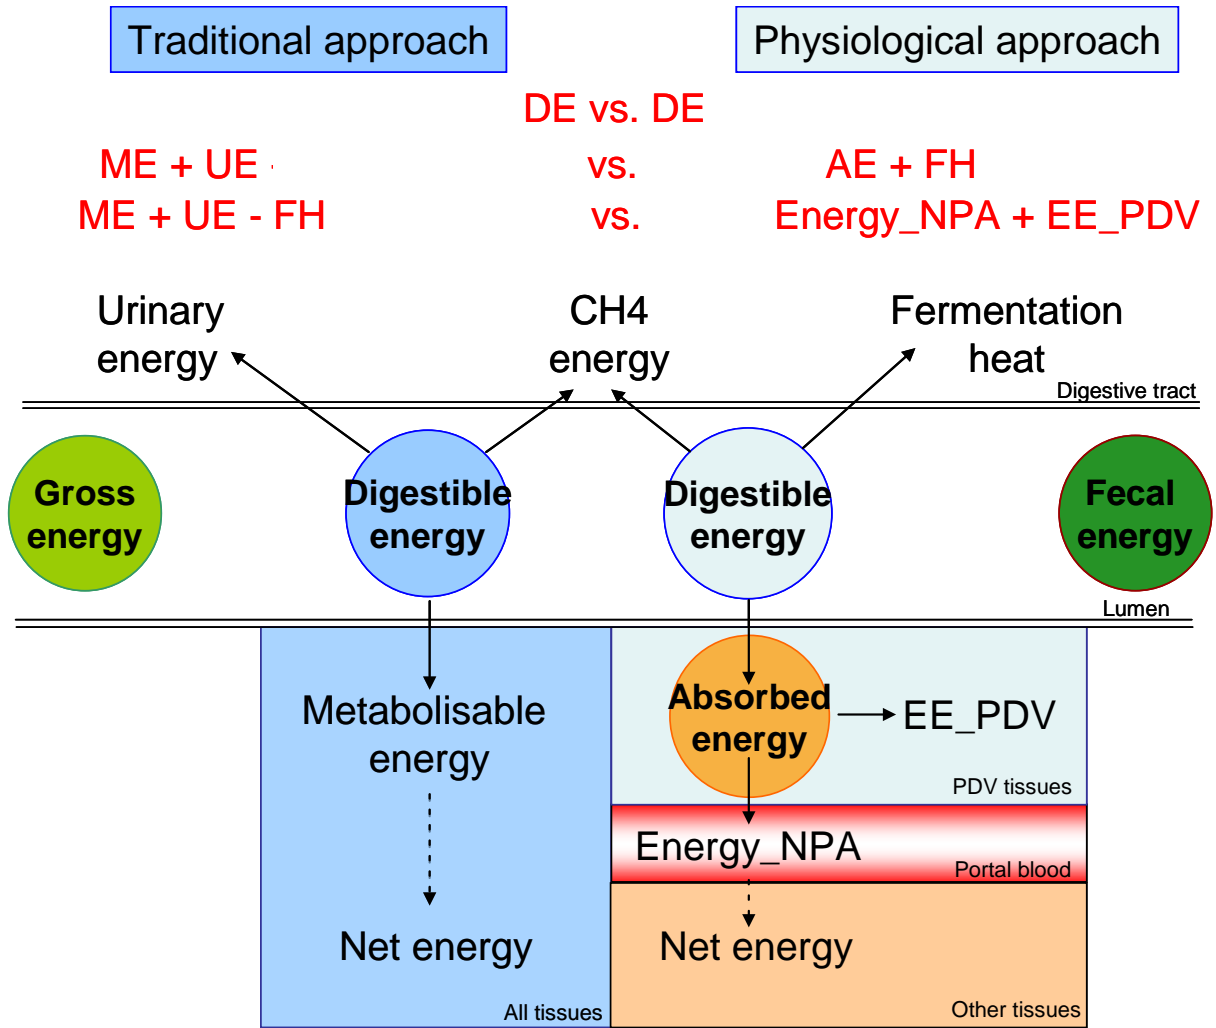 Traditional approach
Physiological approach
DE vs. DE
ME + UE -
vs.
AE + FH
ME + UE - FH
vs.
Energy_NPA + EE_PDV
Urinary
energy
CH4
energy
Fermentation
heat
Digestive tract
Gross
energy
Digestible
energy
Digestible
energy
Fecal
energy
Lumen
Metabolisable
energy
Absorbed
energy
EE_PDV
PDV tissues
Energy_NPA
Portal blood
Net energy
Net energy
All tissues
Other tissues